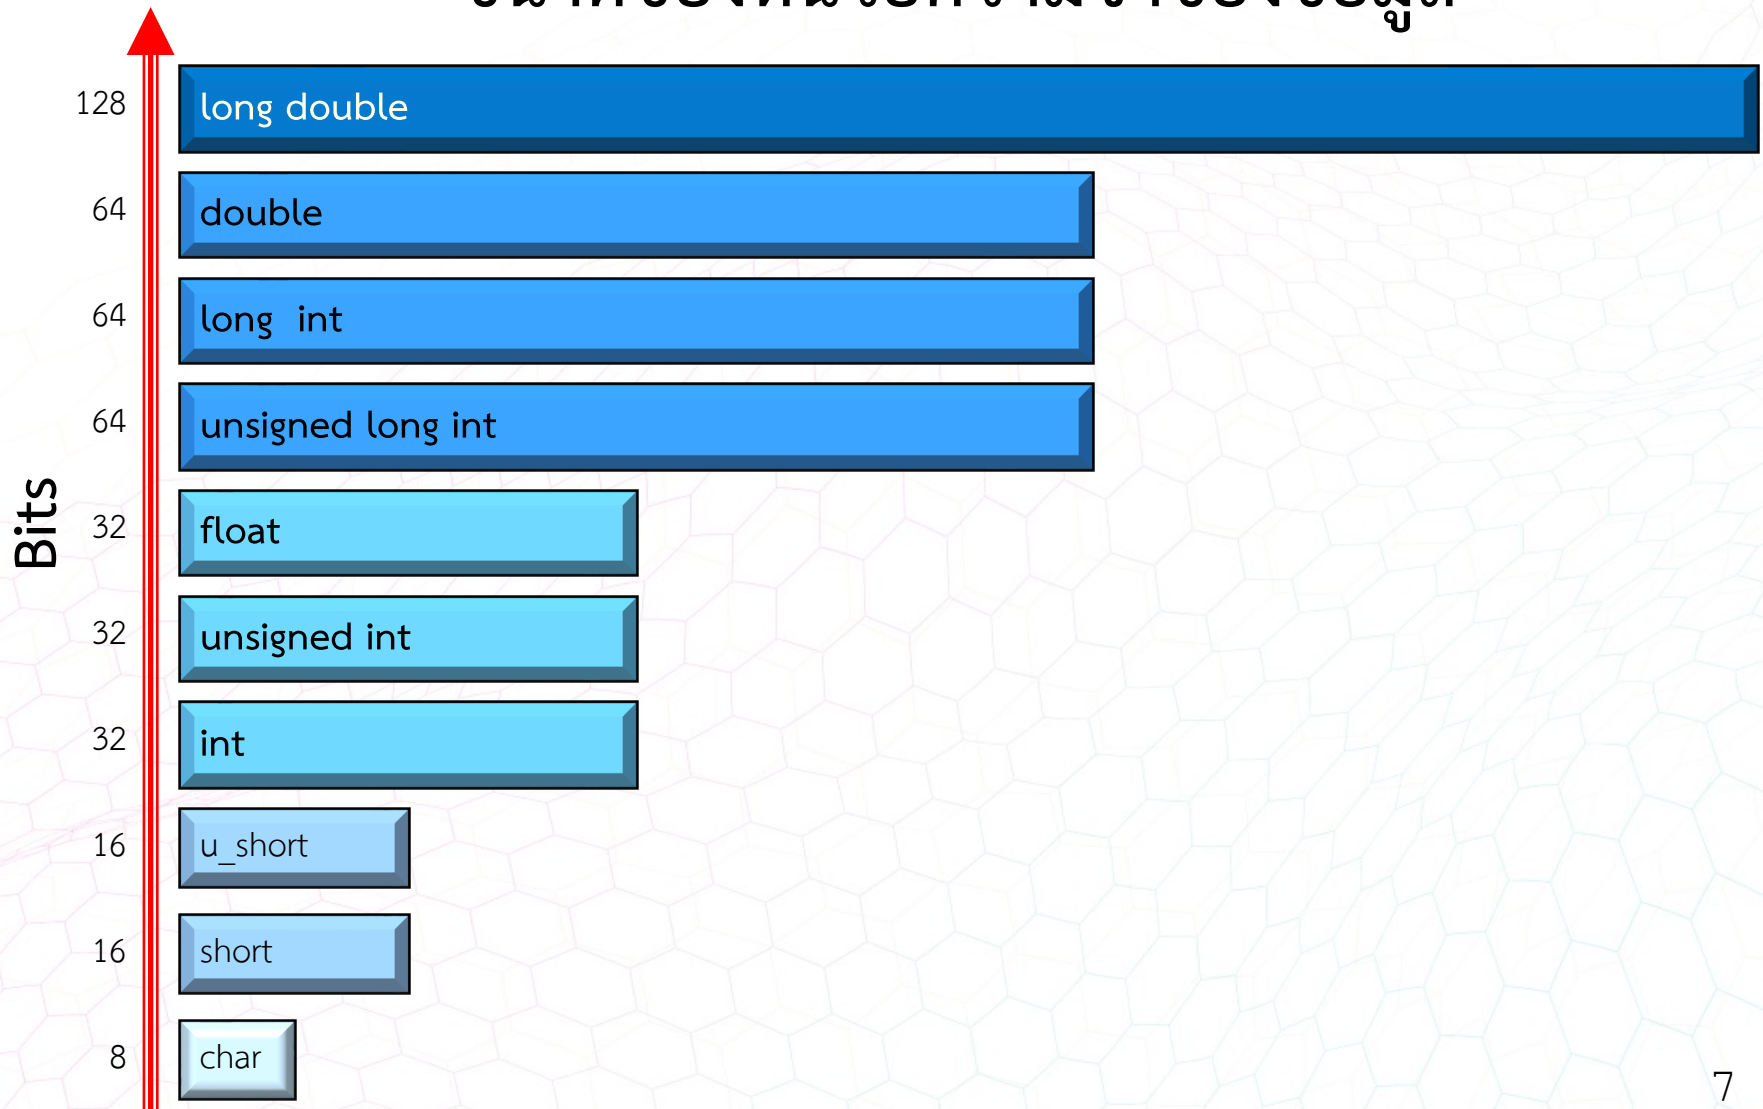 128 long double
64 double
64 long int
64 unsigned long int
Bits
32 float
32 unsigned int
32 int
16 u_short
16 short
8 char
7